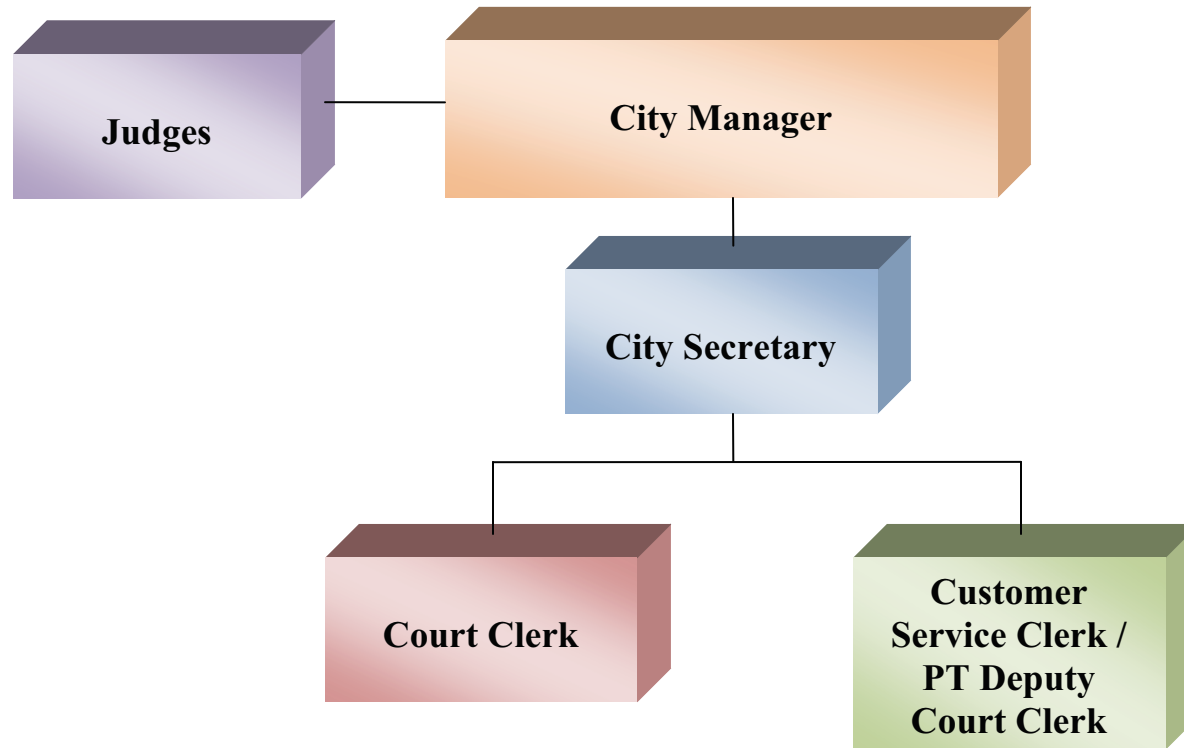 Judges
City Manager
City Secretary
Court Clerk
Customer
Service Clerk /
PT Deputy
Court Clerk